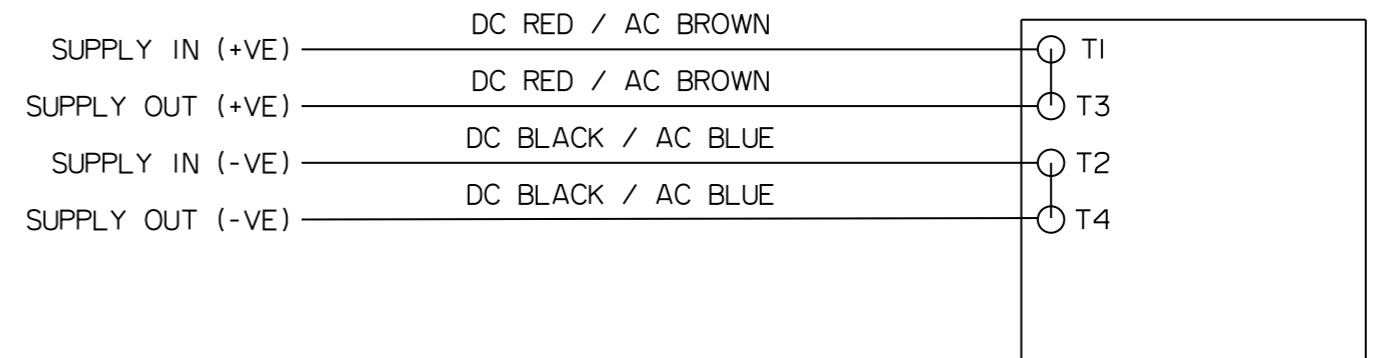 DC RED / AC BROWN
SUPPLY IN (+VE) T1
DC RED / AC BROWN
SUPPLY OUT (+VE) T3
DC BLACK / AC BLUE
SUPPLY IN (-VE) T2
DC BLACK / AC BLUE
SUPPLY OUT (-VE) T4